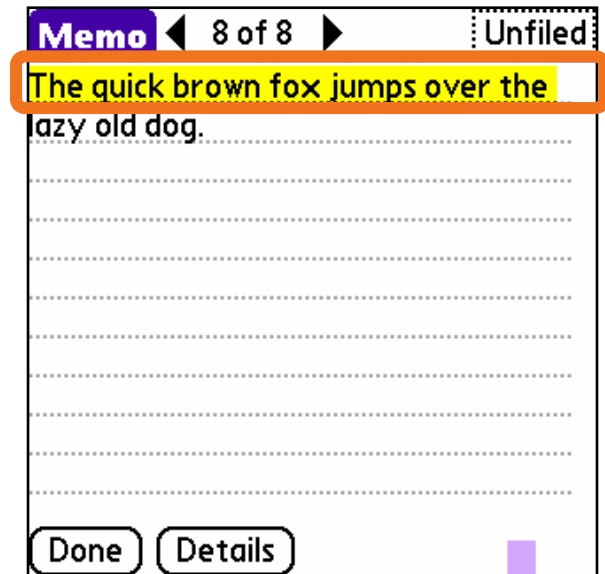 Memo 8 of 8 Unfiled
The quick brown fox jumps over the
lazy old dog.
Done Details